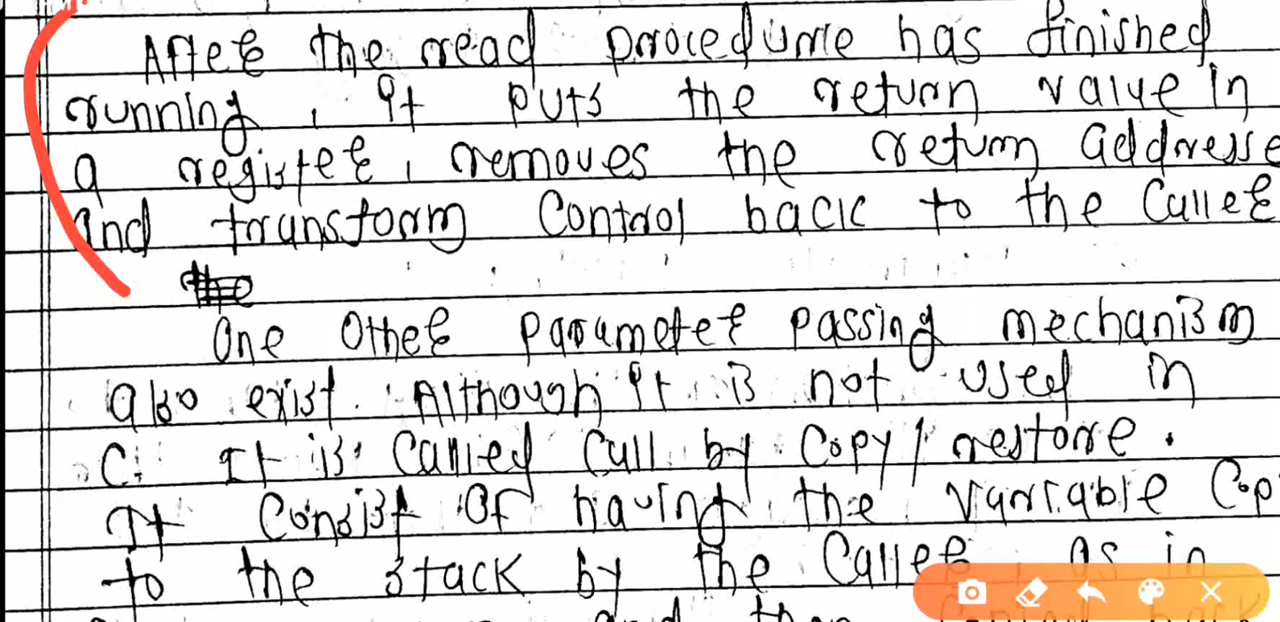 After the read procedure has finished
running, it puts the return value in
a register, removes the return address
and transform Control back to the Caller
One Other parameter passing mechanism
also exist. Although it is not used in
C. It is Called Call by Copy/restore.
It Consist Of having the variable Cop
to the stack by the Caller, as in
and then